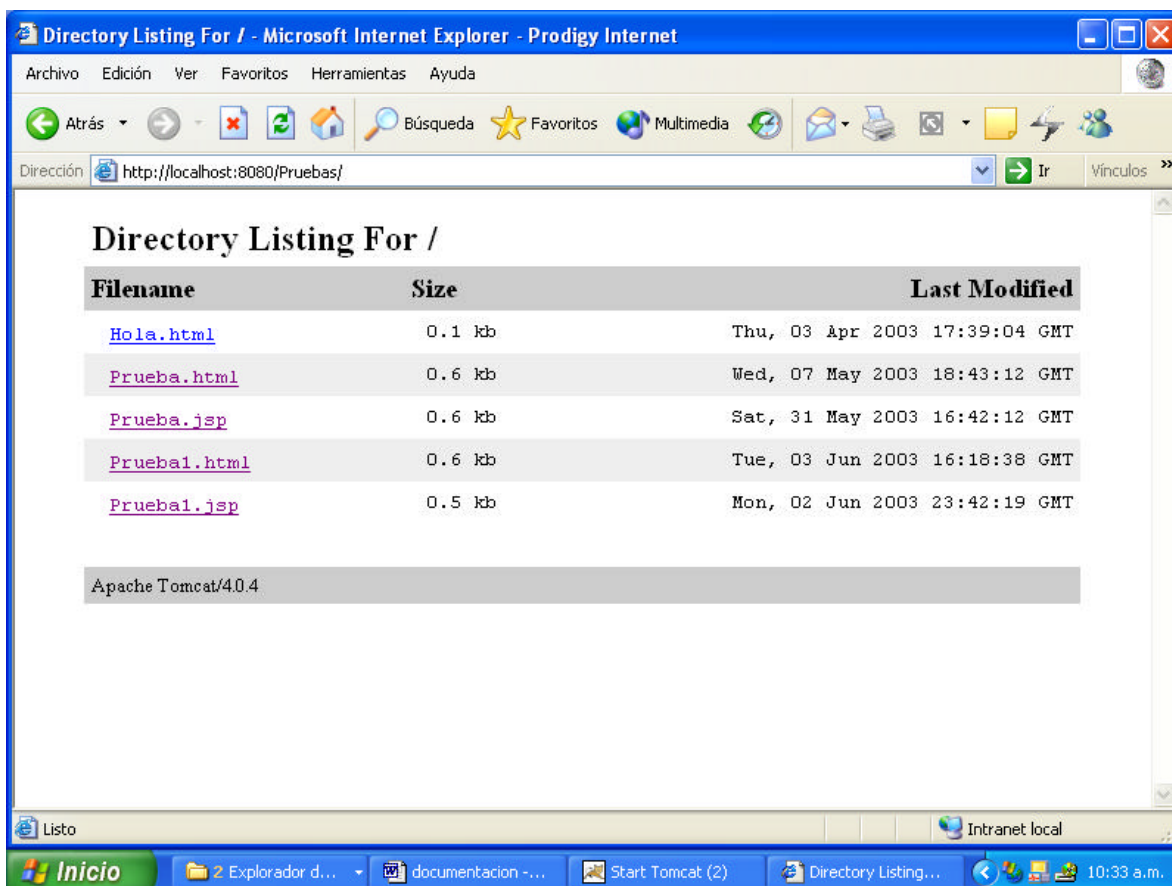 Directory Listing For / - Microsoft Internet Explorer - Prodigy Internet
Archivo Edición Ver Favoritos Herramientas Ayuda
Atrás Búsqueda Favoritos Multimedia
Dirección http://localhost:8080/Pruebas/ Ir Vínculos »
Directory Listing For /
Filename Size Last Modified
Hola.html 0.1 kb Thu, 03 Apr 2003 17:39:04 GMT
Prueba.html 0.6 kb Wed, 07 May 2003 18:43:12 GMT
Prueba.jsp 0.6 kb Sat, 31 May 2003 16:42:12 GMT
Prueba1.html 0.6 kb Tue, 03 Jun 2003 16:18:38 GMT
Prueba1.jsp 0.5 kb Mon, 02 Jun 2003 23:42:19 GMT
Apache Tomcat/4.0.4
Listo Intranet local
Inicio 2 Explorador d... documentacion -... Start Tomcat (2) Directory Listing... 10:33 a.m.